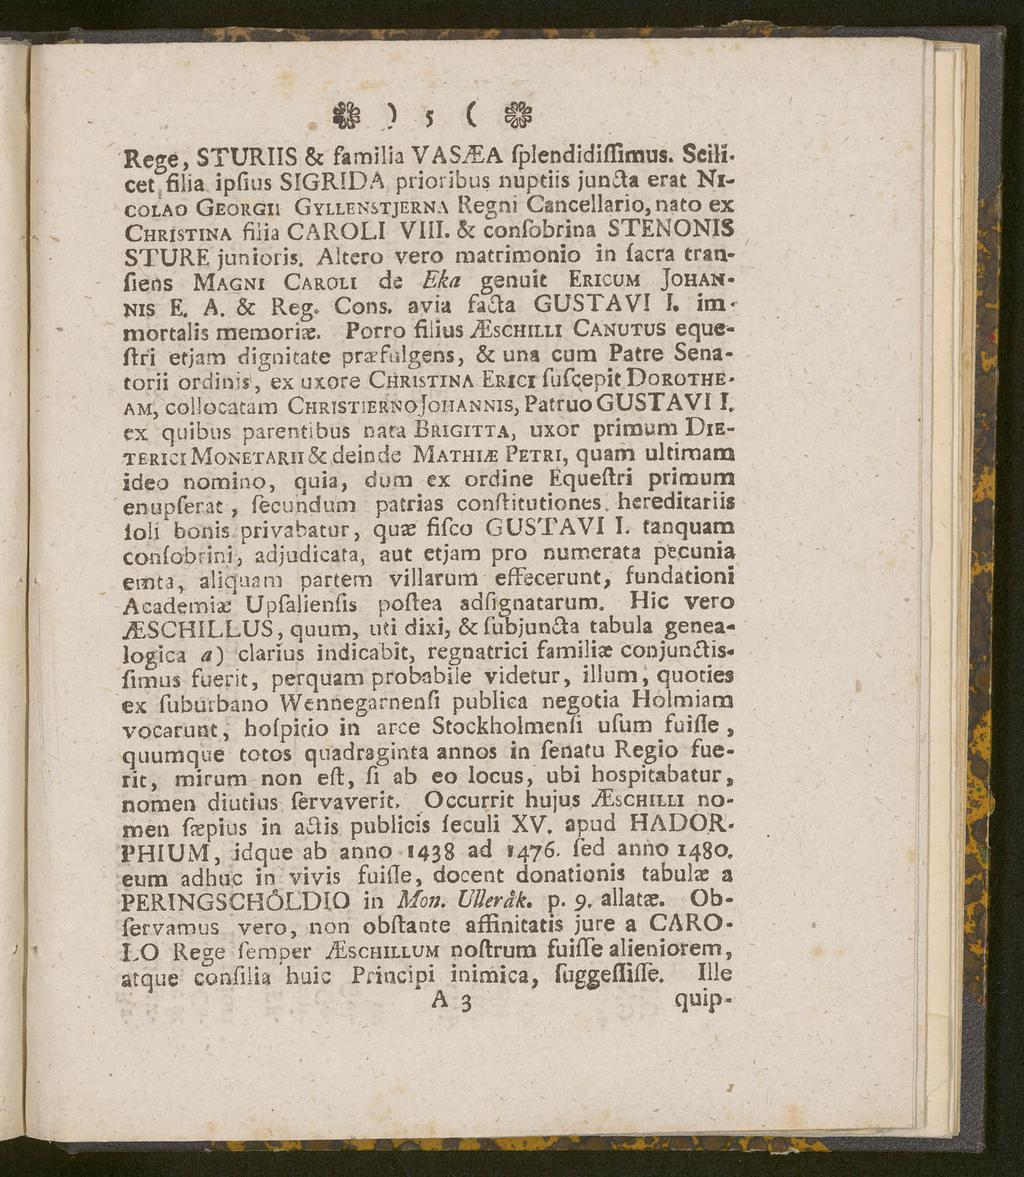 ❁ ) 5 ( ❁
Rege, STURIIS & familia VASÆA ſplendidiſſimus. Scili-
cet filia ipſius SIGRIDA prioribus nuptiis juncta erat NI-
COLAO GEORGII GYLLENSTJERNA Regni Cancellario, nato ex
CHRISTINA filia CAROLI VIII. & conſobrina STENONIS
STURE junioris. Altero vero matrimonio in ſacra tran-
ſiens MAGNI CAROLI de Eka genuit ERICUM JOHAN-
NIS E. A. & Reg. Cons. avia facta GUSTAVI I. im-
mortalis memoriæ. Porro filius ÆSCHILLI CANUTUS eque-
ſtri etjam dignitate præfulgens, & una cum Patre Sena-
torii ordinis, ex uxore CHRISTINA ERICI ſuſcepit DOROTHE-
AM, collocatam CHRISTIERNO JOHANNIS, Patruo GUSTAVI I.
ex quibus parentibus nata BRIGITTA, uxor primum DIE-
TERICI MONETARII & deinde MATHIÆ PETRI, quam ultimam
ideo nomino, quia, dum ex ordine Equeſtri primum
enupſerat, ſecundum patrias conſtitutiones hereditariis
ſoli bonis privabatur, quæ fiſco GUSTAVI I. tanquam
conſobrini, adjudicata, aut etjam pro numerata pecunia
emta, aliquam partem villarum effecerunt, fundationi
Academiæ Upſalienſis poſtea adſignatarum. Hic vero
ÆSCHILLUS, quum, uti dixi, & ſubjuncta tabula genea-
logica a) clarius indicabit, regnatrici familiæ conjunctis-
ſimus fuerit, perquam probabile videtur, illum, quoties
ex ſuburbano Wennegarnenſi publica negotia Holmiam
vocarunt, hoſpitio in arce Stockholmenſi uſum fuiſſe,
quumque totos quadraginta annos in ſenatu Regio fue-
rit, mirum non eſt, ſi ab eo locus, ubi hospitabatur,
nomen diutius ſervaverit. Occurrit hujus ÆSCHILLI no-
men ſæpius in actis publicis ſeculi XV. apud HADOR-
PHIUM, idque ab anno 1438 ad 1476. ſed anno 1480.
eum adhuc in vivis fuiſſe, docent donationis tabulæ a
PERINGSCHÖLDIO in Mon. Ulleråk. p. 9. allatæ. Ob-
ſervamus vero, non obſtante affinitatis jure a CARO-
LO Rege ſemper ÆSCHILLUM noſtrum fuiſſe alieniorem,
atque conſilia huic Principi inimica, ſuggeſſiſſe. Ille
A 3 quip-